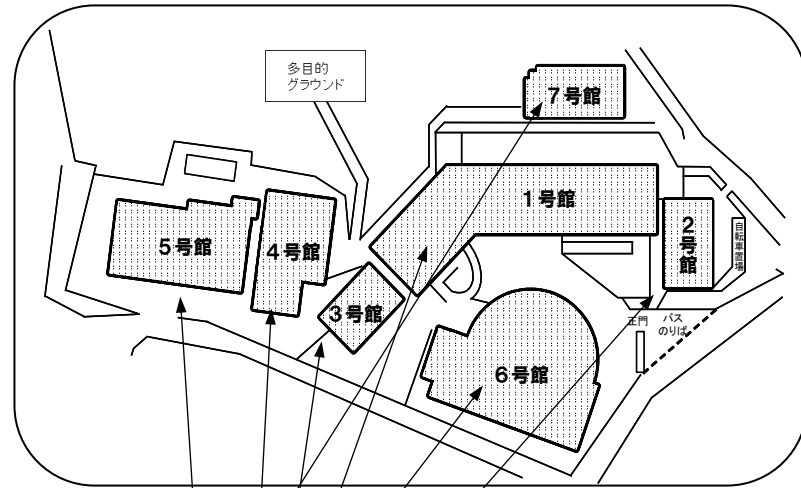 多目的
グラウンド
7号館
1号館
2号館
自転車置場
5号館
4号館
3号館
正門
バス
のりば
6号館